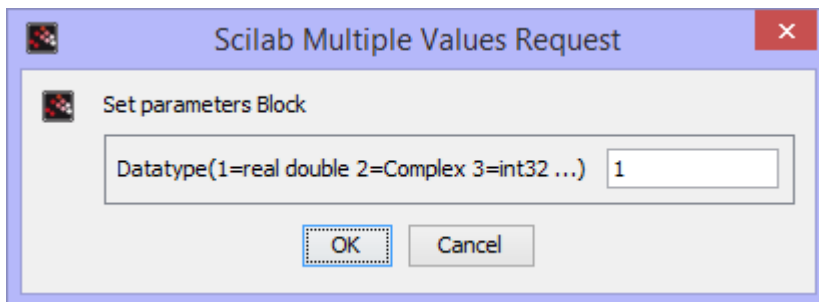 Scilab Multiple Values Request
Set parameters Block
Datatype(1=real double 2=Complex 3=int32 ...) 1
OK Cancel